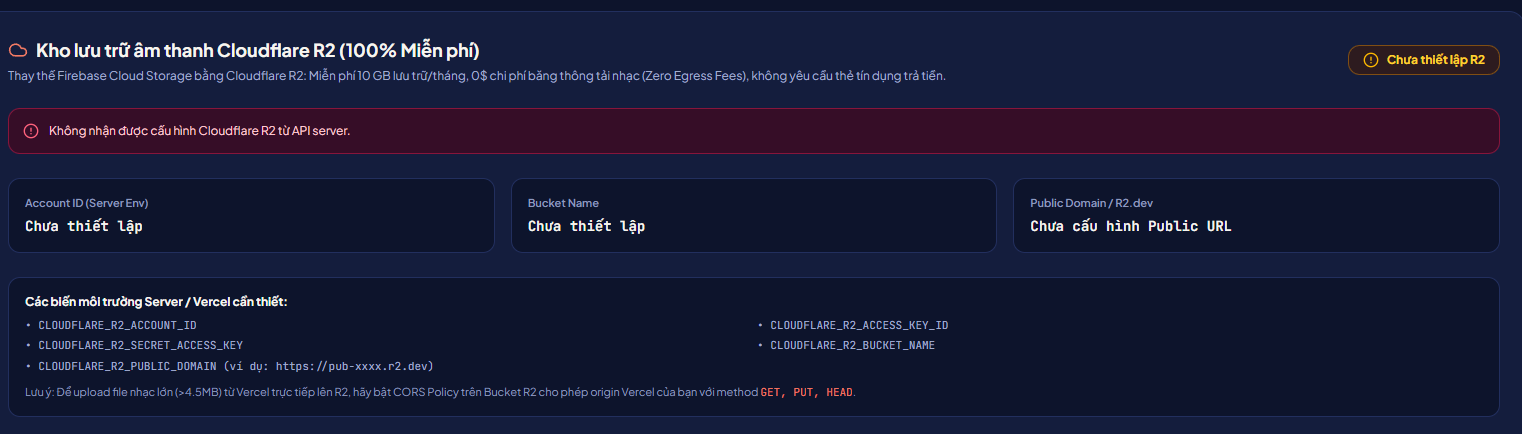 Kho lưu trữ âm thanh Cloudflare R2 (100% Miễn phí)
Thay thế Firebase Cloud Storage bằng Cloudflare R2: Miễn phí 10 GB lưu trữ/tháng, 0$ chi phí băng thông tải nhạc (Zero Egress Fees), không yêu cầu thẻ tín dụng trả tiền.
Chưa thiết lập R2
Không nhận được cấu hình Cloudflare R2 từ API server.
Account ID (Server Env)
Chưa thiết lập
Bucket Name
Chưa thiết lập
Public Domain / R2.dev
Chưa cấu hình Public URL
Các biến môi trường Server / Vercel cần thiết:
• CLOUDFLARE_R2_ACCOUNT_ID
• CLOUDFLARE_R2_ACCESS_KEY_ID
• CLOUDFLARE_R2_SECRET_ACCESS_KEY
• CLOUDFLARE_R2_BUCKET_NAME
• CLOUDFLARE_R2_PUBLIC_DOMAIN (ví dụ: https://pub-xxxx.r2.dev)
Lưu ý: Để upload file nhạc lớn (>4.5MB) từ Vercel trực tiếp lên R2, hãy bật CORS Policy trên Bucket R2 cho phép origin Vercel của bạn với method GET, PUT, HEAD.